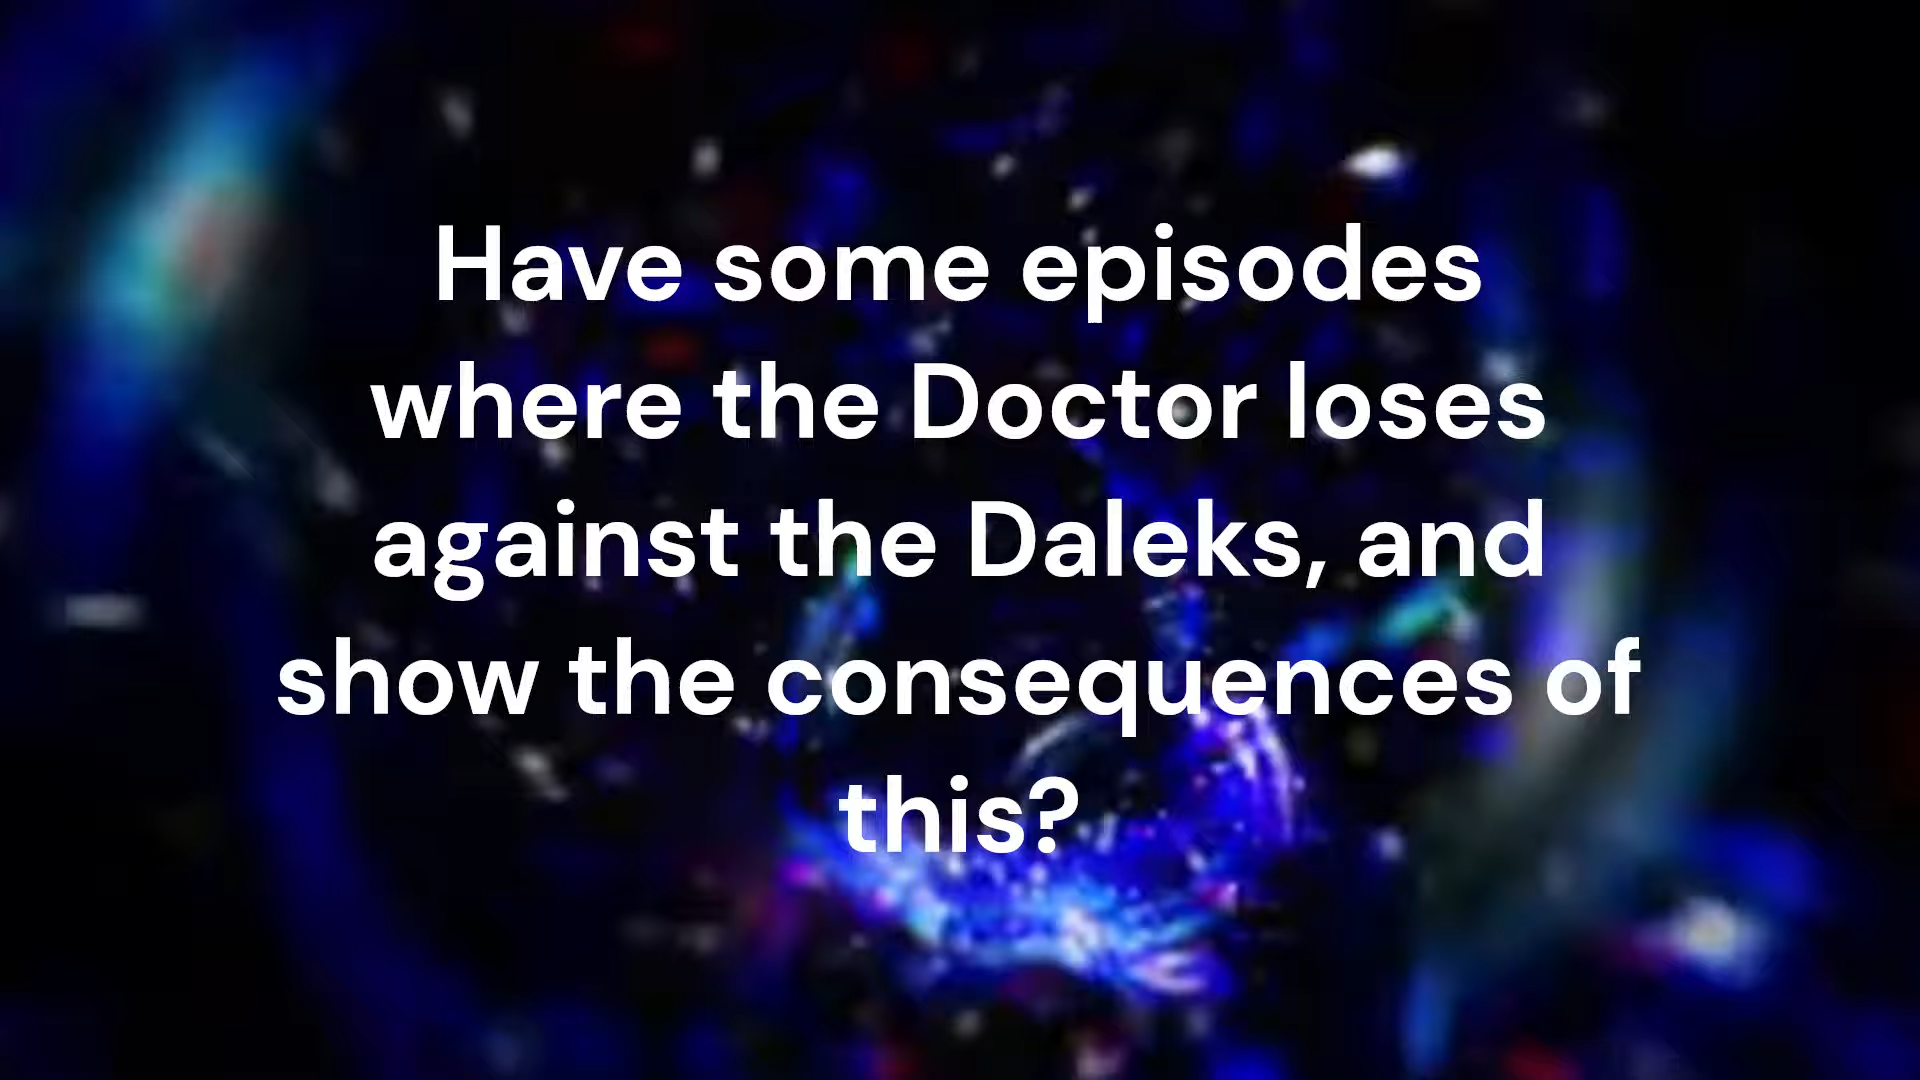 Have some episodes
where the Doctor loses
against the Daleks, and
show the consequences of
this?